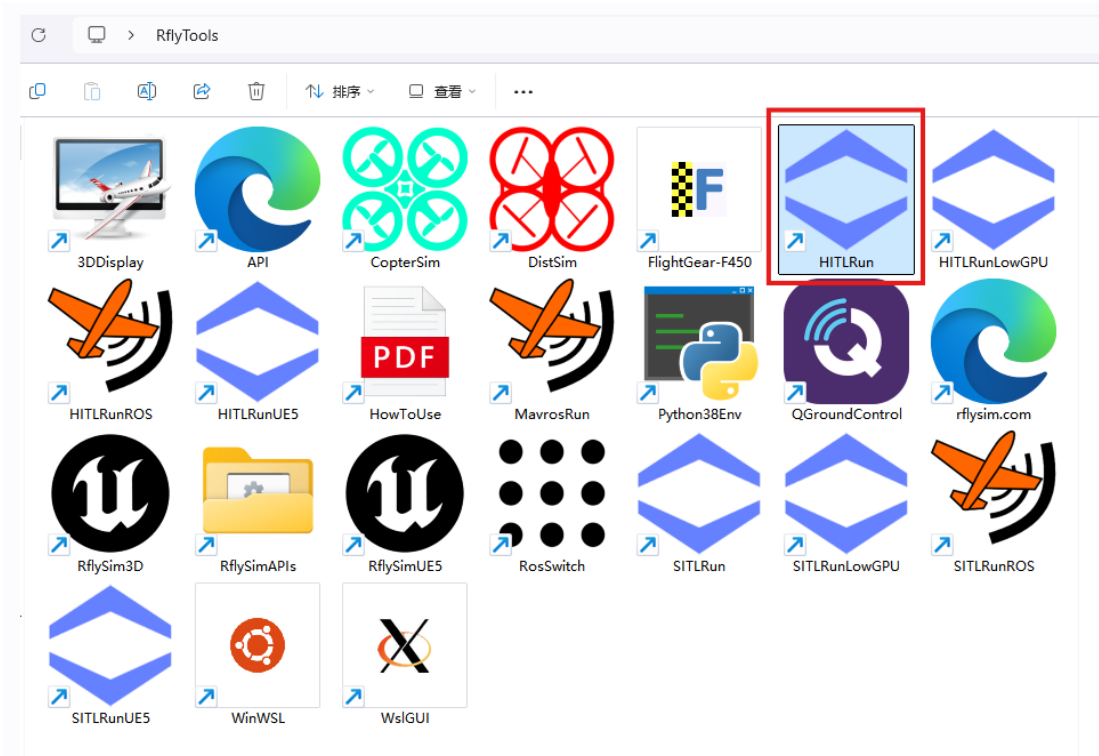 RflyTools
排序
查看
3DDisplay
API
CopterSim
DistSim
F
FlightGear-F450
HITLRun
HITLRunLowGPU
HITLRunROS
HITLRunUE5
PDF
HowToUse
MavrosRun
Python38Env
QGroundControl
rflysim.com
RflySim3D
RflySimAPIs
RflySimUE5
RosSwitch
SITLRun
SITLRunLowGPU
SITLRunROS
SITLRunUE5
WinWSL
WslGUI